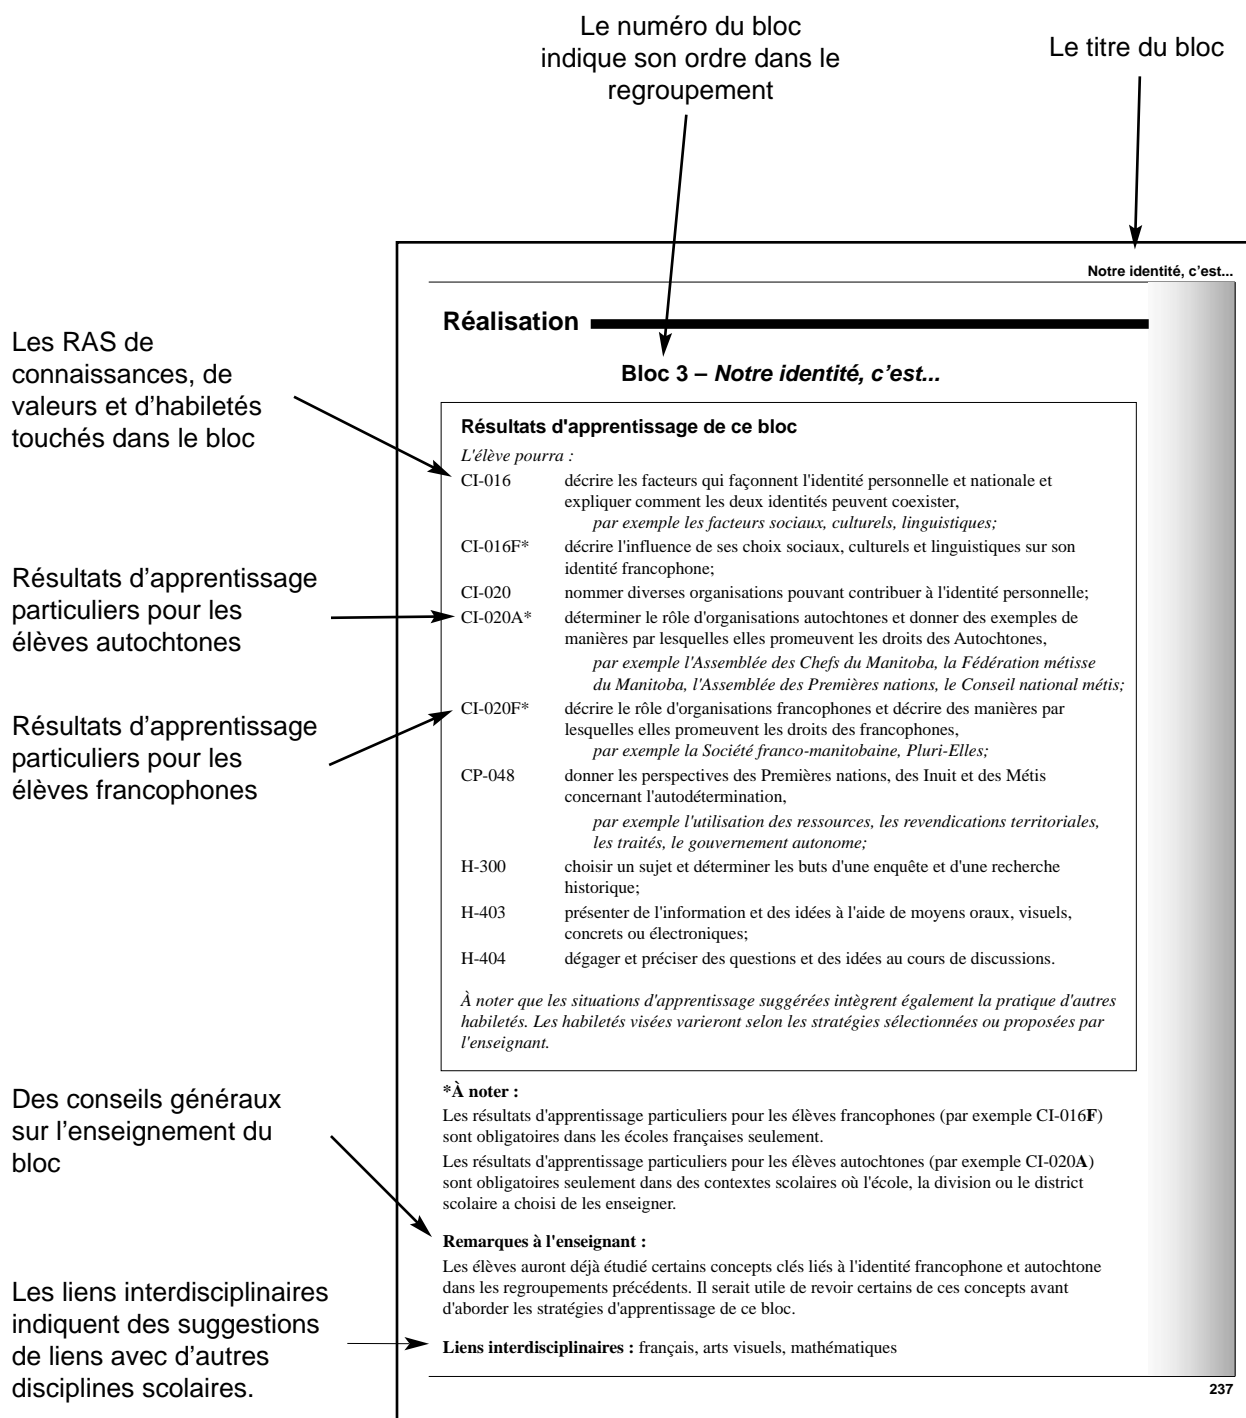 Le numéro du bloc
indique son ordre dans le
regroupement
Le titre du bloc
Notre identité, c'est...
Réalisation
Bloc 3 – Notre identité, c'est...
Les RAS de
connaissances, de
valeurs et d'habiletés
touchés dans le bloc
Résultats d'apprentissage de ce bloc
L'élève pourra :
CI-016 décrire les facteurs qui façonnent l'identité personnelle et nationale et
expliquer comment les deux identités peuvent coexister,
par exemple les facteurs sociaux, culturels, linguistiques;
CI-016F* décrire l'influence de ses choix sociaux, culturels et linguistiques sur son
identité francophone;
Résultats d'apprentissage
particuliers pour les
élèves autochtones
CI-020 nommer diverses organisations pouvant contribuer à l'identité personnelle;
CI-020A* déterminer le rôle d'organisations autochtones et donner des exemples de
manières par lesquelles elles promeuvent les droits des Autochtones,
par exemple l'Assemblée des Chefs du Manitoba, la Fédération métisse
du Manitoba, l'Assemblée des Premières nations, le Conseil national métis;
Résultats d'apprentissage
particuliers pour les
élèves francophones
CI-020F* décrire le rôle d'organisations francophones et décrire des manières par
lesquelles elles promeuvent les droits des francophones,
par exemple la Société franco-manitobaine, Pluri-Elles;
CP-048 donner les perspectives des Premières nations, des Inuit et des Métis
concernant l'autodétermination,
par exemple l'utilisation des ressources, les revendications territoriales,
les traités, le gouvernement autonome;
H-300 choisir un sujet et déterminer les buts d'une enquête et d'une recherche
historique;
H-403 présenter de l'information et des idées à l'aide de moyens oraux, visuels,
concrets ou électroniques;
H-404 dégager et préciser des questions et des idées au cours de discussions.
À noter que les situations d'apprentissage suggérées intègrent également la pratique d'autres
habiletés. Les habiletés visées varieront selon les stratégies sélectionnées ou proposées par
l'enseignant.
Des conseils généraux
sur l'enseignement du
bloc
*À noter :
Les résultats d'apprentissage particuliers pour les élèves francophones (par exemple CI-016F)
sont obligatoires dans les écoles françaises seulement.
Les résultats d'apprentissage particuliers pour les élèves autochtones (par exemple CI-020A)
sont obligatoires seulement dans des contextes scolaires où l'école, la division ou le district
scolaire a choisi de les enseigner.
Remarques à l'enseignant :
Les élèves auront déjà étudié certains concepts clés liés à l'identité francophone et autochtone
dans les regroupements précédents. Il serait utile de revoir certains de ces concepts avant
d'aborder les stratégies d'apprentissage de ce bloc.
Les liens interdisciplinaires
indiquent des suggestions
de liens avec d'autres
disciplines scolaires.
Liens interdisciplinaires : français, arts visuels, mathématiques
237